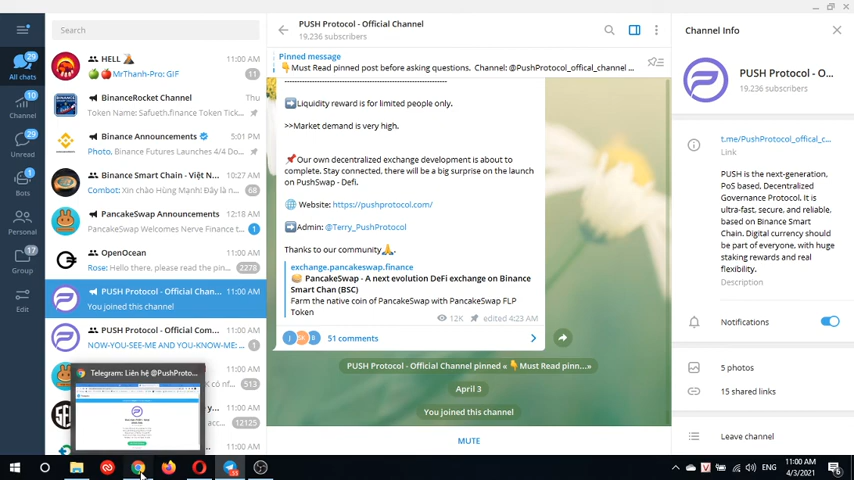 Search
29
All chats
10
Channel
29
Unread
1
Bots
Personal
17
Group
Edit
HELL
11:00 AM
MrThanh-Pro: GIF
11
BinanceRocket Channel
Thu
Token Name: Safueth.finance Token Tick...
Binance Announcements
5:01 PM
Photo, Binance Futures Launches 4/4 Do...
Binance Smart Chain - Việt N...
10:27 AM
Combot: Xin chào Hùng Mạnh! Đây là n...
68
PancakeSwap Announcements
12:18 AM
PancakeSwap Welcomes Nerve Finance t...
1
OpenOcean
11:00 AM
Rose: Hello there, please read the pin...
2278
PUSH Protocol - Official Chan...
11:00 AM
You joined this channel
PUSH Protocol - Official Com...
11:00 AM
NOW-YOU-SEE-ME AND YOU-KNOW-ME: ...
1
11:00 AM
513
y...
11:00 AM
acc...
12125
11:00 AM
Telegram: Liên hệ @PushProto...
PUSH Protocol - Official Channel
19,236 subscribers
Pinned message
Must Read pinned post before asking questions. Channel: @PushProtocol_offical_channel ...
Liquidity reward is for limited people only.
>>Market demand is very high.
Our own decentralized exchange development is about to
complete. Stay connected, there will be a big surprise on the launch
on PushSwap - Defi.
Website: https://pushprotocol.com/
Admin: @Terry_PushProtocol
Thanks to our community
exchange.pancakeswap.finance
PancakeSwap - A next evolution DeFi exchange on Binance
Smart Chan (BSC)
Farm the native coin of PancakeSwap with PancakeSwap FLP
Token
12K
edited 4:23 AM
J
SK
B
51 comments
PUSH Protocol - Official Channel pinned « Must Read pinn...»
April 3
You joined this channel
MUTE
Channel Info
PUSH Protocol - O...
19,236 subscribers
t.me/PushProtocol_offical_c...
Link
PUSH is the next-generation,
PoS based, Decentralized
Governance Protocol. It is
ultra-fast, secure, and reliable.
based on Binance Smart
Chain. Digital currency should
be part of everyone, with huge
staking rewards and real
flexibility.
Description
Notifications
5 photos
15 shared links
Leave channel
ENG
11:00 AM
4/3/2021